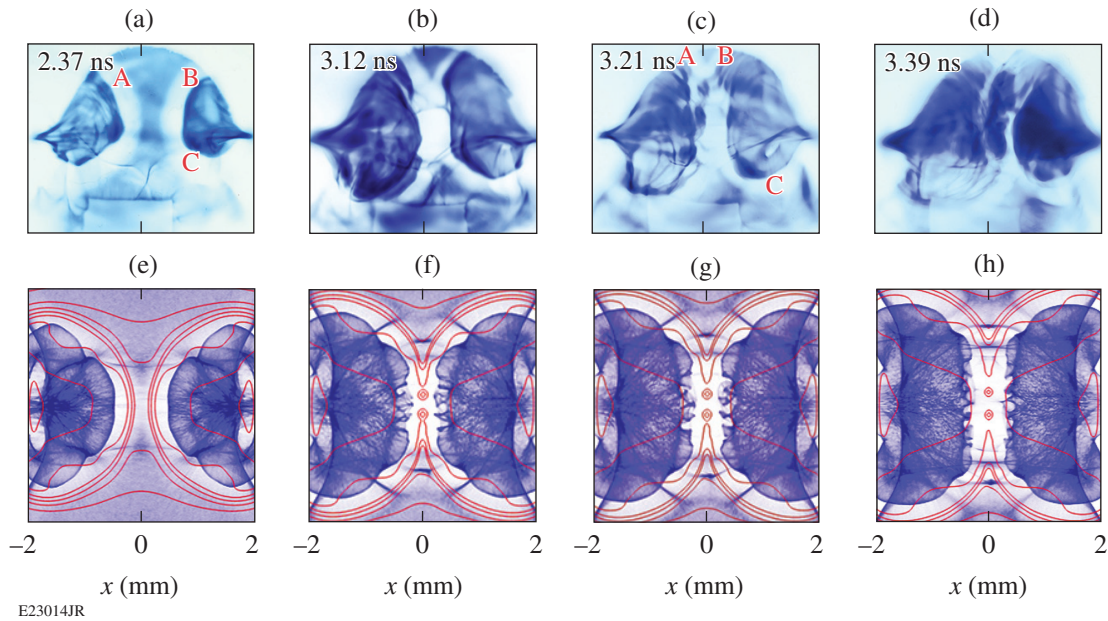 (a) (b) (c) (d)
2.37 ns 3.12 ns 3.21 ns 3.39 ns
A B A B
C C
(e) (f) (g) (h)
–2 0 2 –2 0 2 –2 0 2 –2 0 2
x (mm) x (mm) x (mm) x (mm)
E23014JR